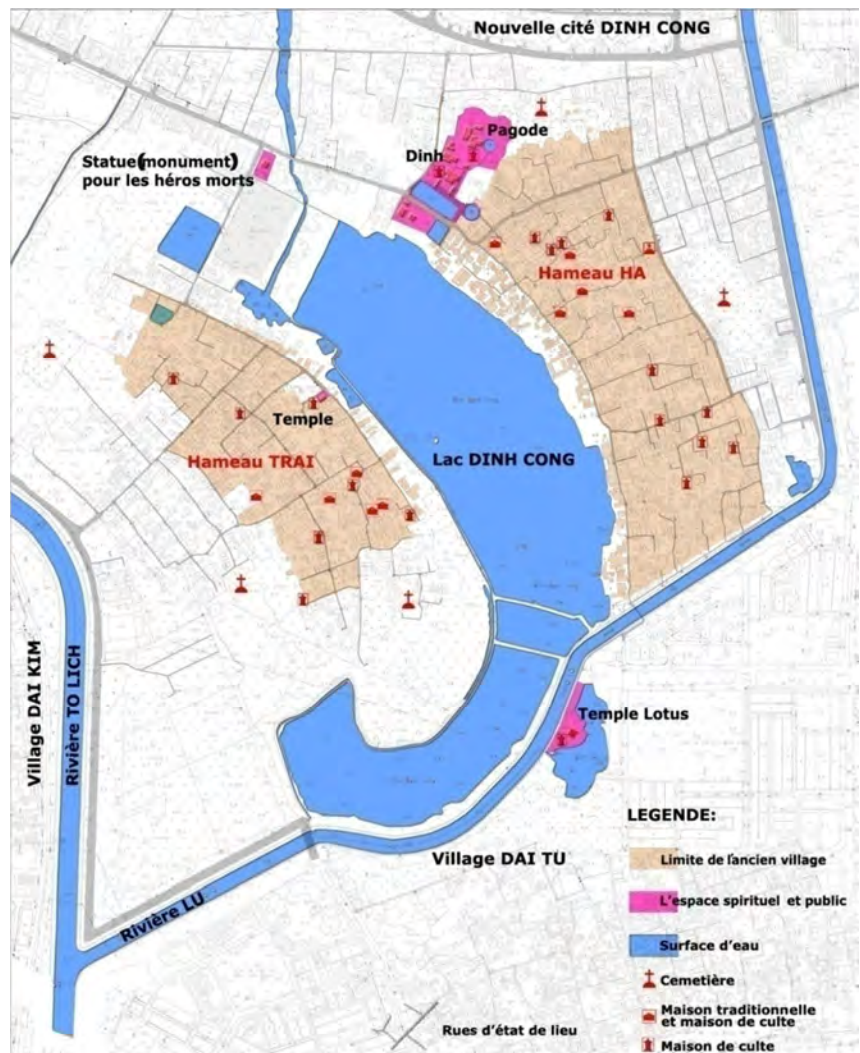 Nouvelle cité DINH CONG
Pagode
Dinh
Statue(monument)
pour les héros morts
Hameau HA
Temple
Lac DINH CONG
Hameau TRAI
Village DAI KIM
Rivière TO LICH
Temple Lotus
Village DAI TU
Rivière LU
LEGENDE:
Limite de l'ancien village
L'espace spirituel et public
Surface d'eau
Cemetière
Maison traditionnelle
et maison de culte
Maison de culte
Rues d'état de lieu